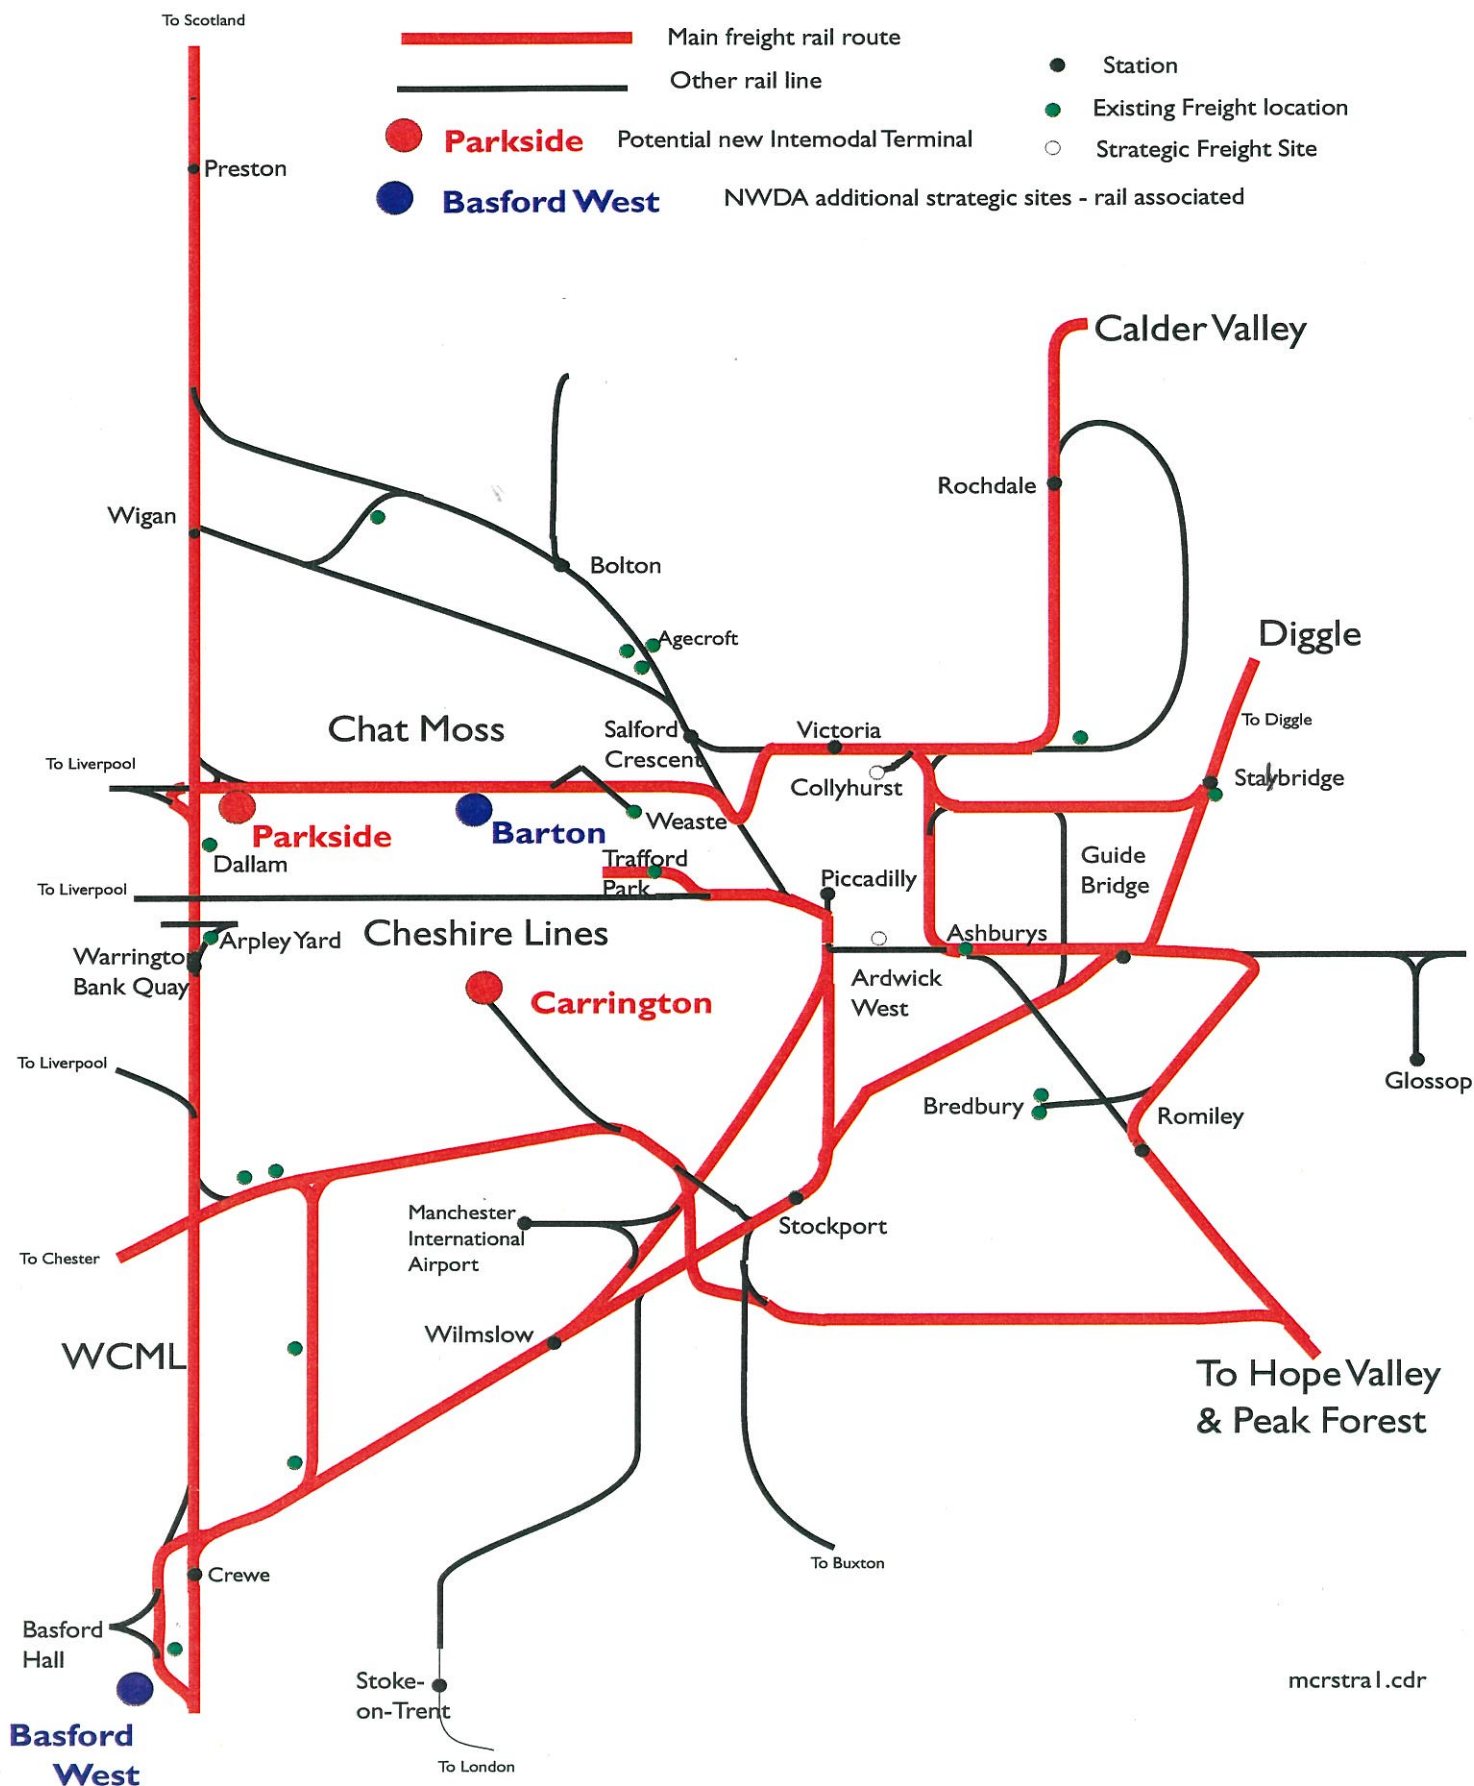 To Scotland
Main freight rail route
Other rail line
Station
Existing Freight location
Parkside Potential new Intemodal Terminal
Strategic Freight Site
Preston
Basford West NWDA additional strategic sites - rail associated
Calder Valley
Rochdale
Wigan
Bolton
Agecroft
Diggle
To Diggle
Chat Moss
Salford
Crescent
Victoria
To Liverpool
Collyhurst
Stalybridge
Parkside
Barton
Weaste
Dallam
Trafford
Park
Guide
Bridge
To Liverpool
Piccadilly
Arpley Yard
Cheshire Lines
Ashburys
Warrington
Bank Quay
Ardwick
West
Carrington
To Liverpool
Glossop
Bredbury
Romiley
Manchester
International
Airport
Stockport
To Chester
Wilmslow
WCML
To Hope Valley
& Peak Forest
To Buxton
Crewe
Basford
Hall
Stoke-
on-Trent
mcrstra1.cdr
Basford
West
To London